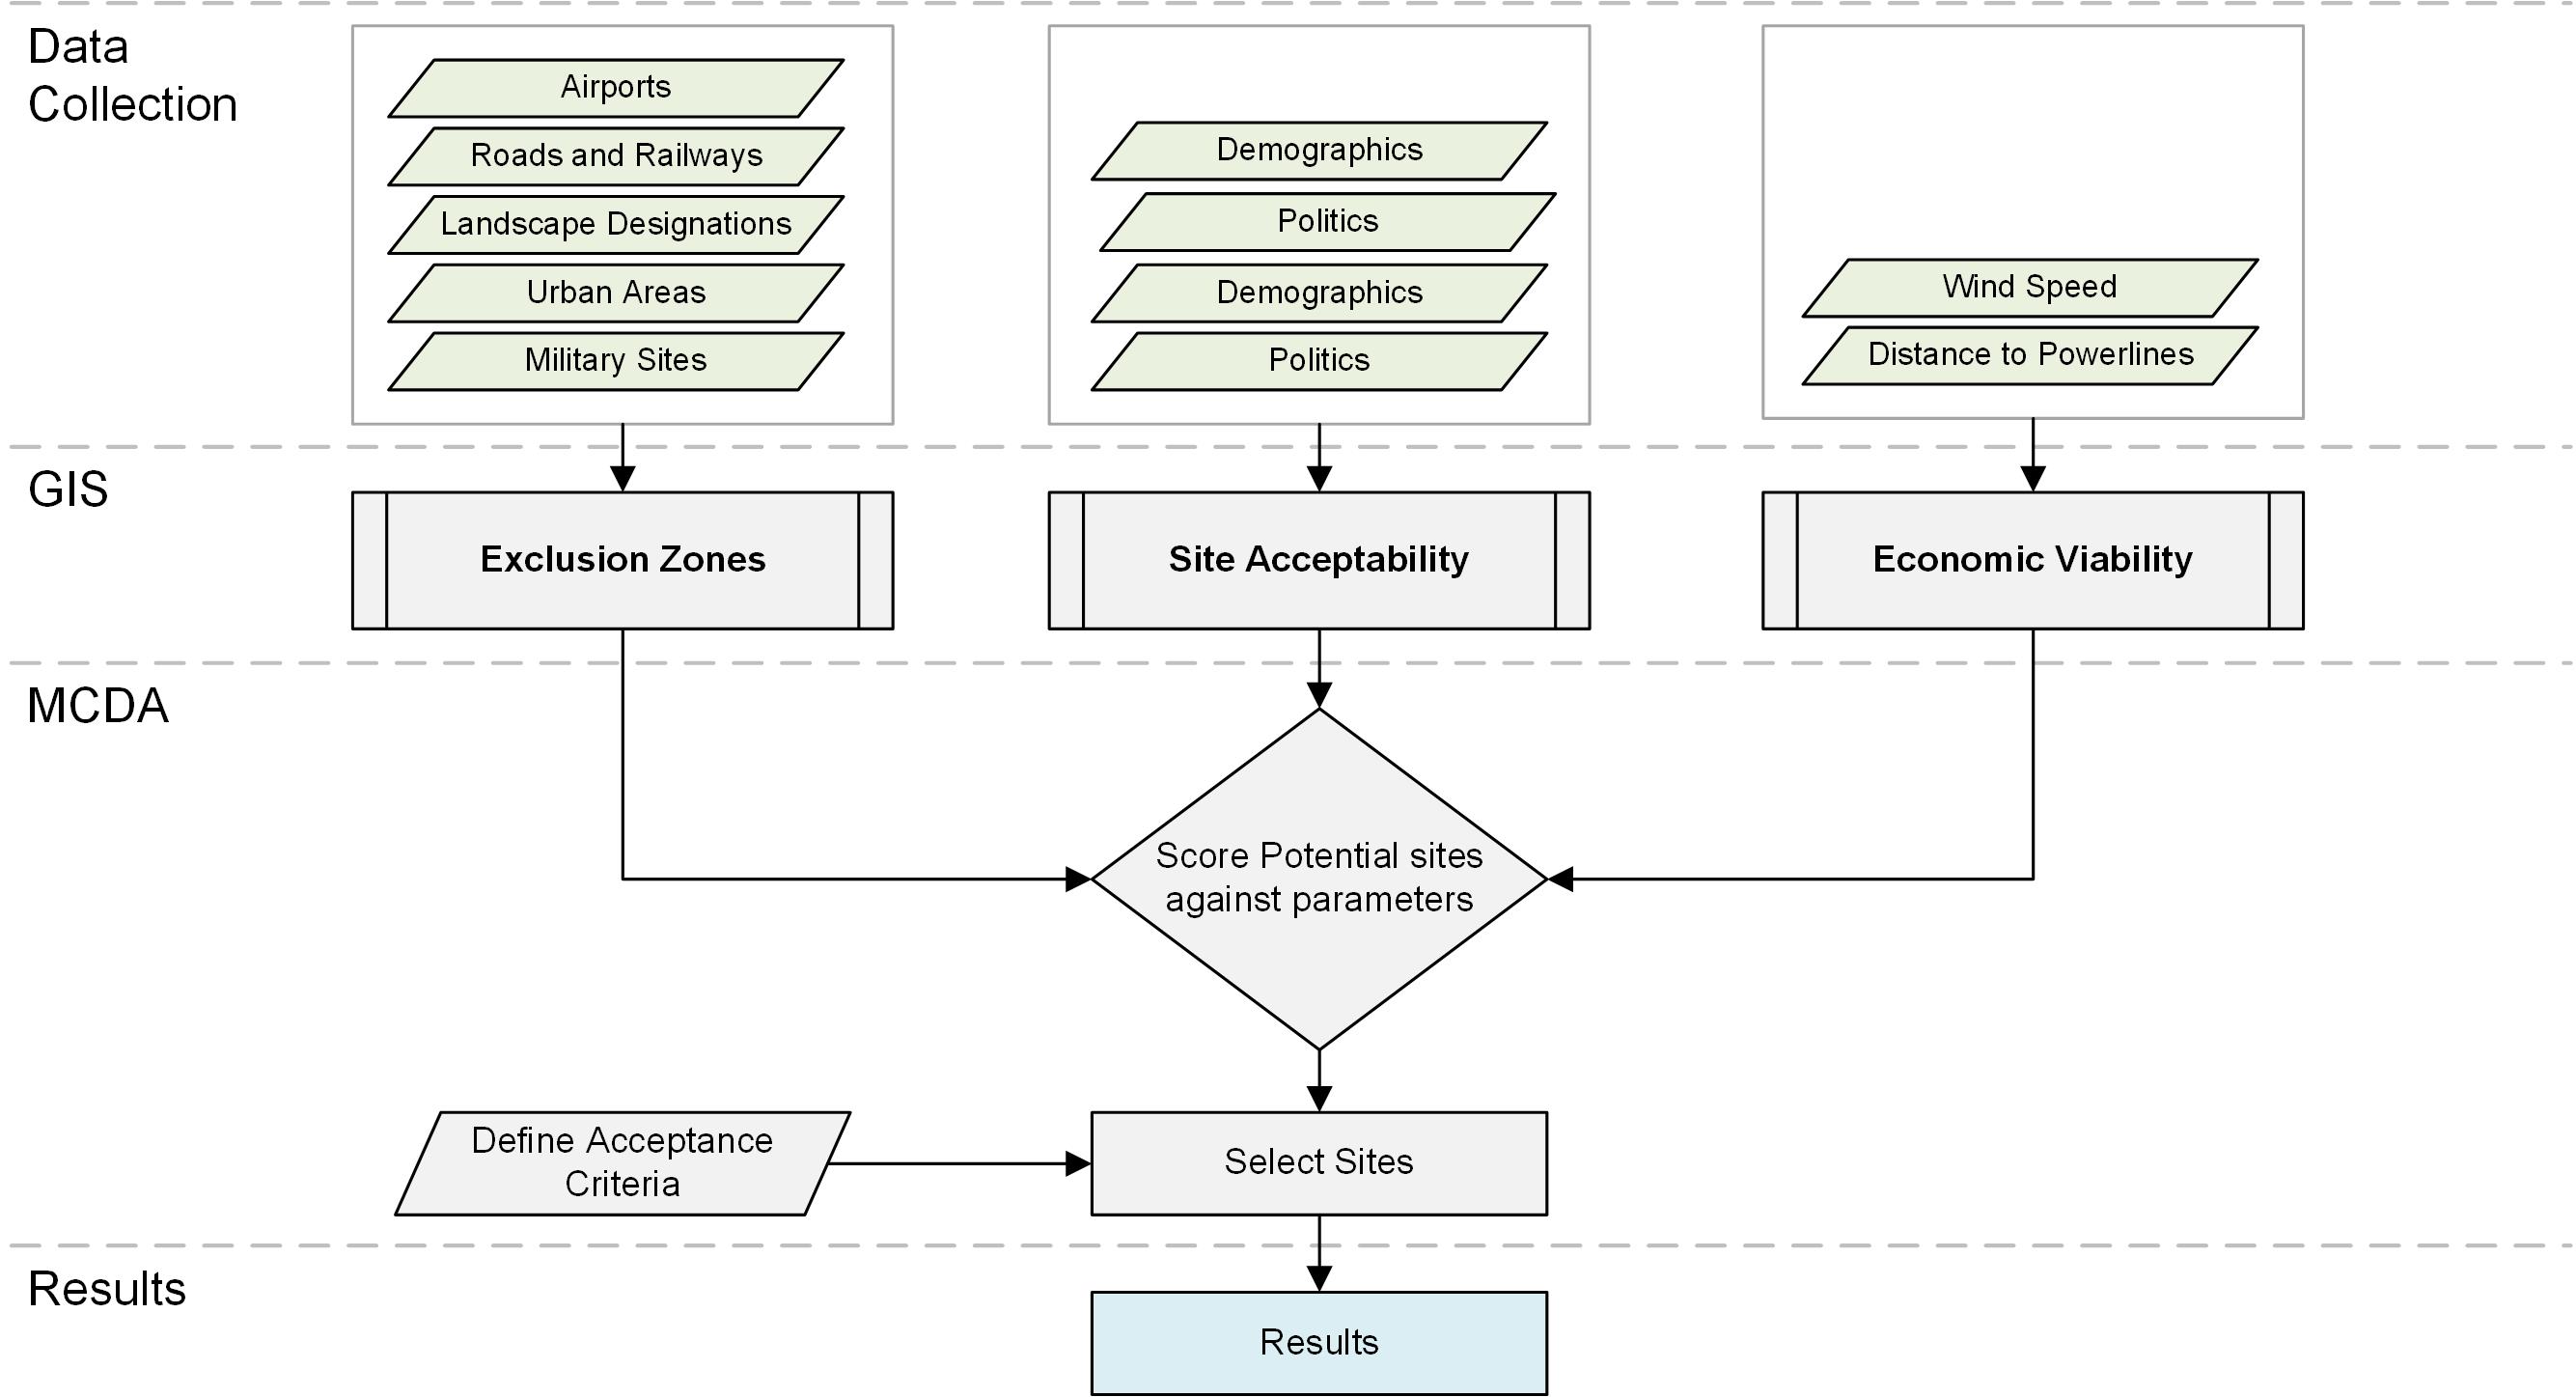 Data
Collection
Airports
Roads and Railways
Landscape Designations
Urban Areas
Military Sites
Demographics
Politics
Demographics
Politics
Wind Speed
Distance to Powerlines
GIS
Exclusion Zones
Site Acceptability
Economic Viability
MCDA
Score Potential sites
against parameters
Define Acceptance
Criteria
Select Sites
Results
Results